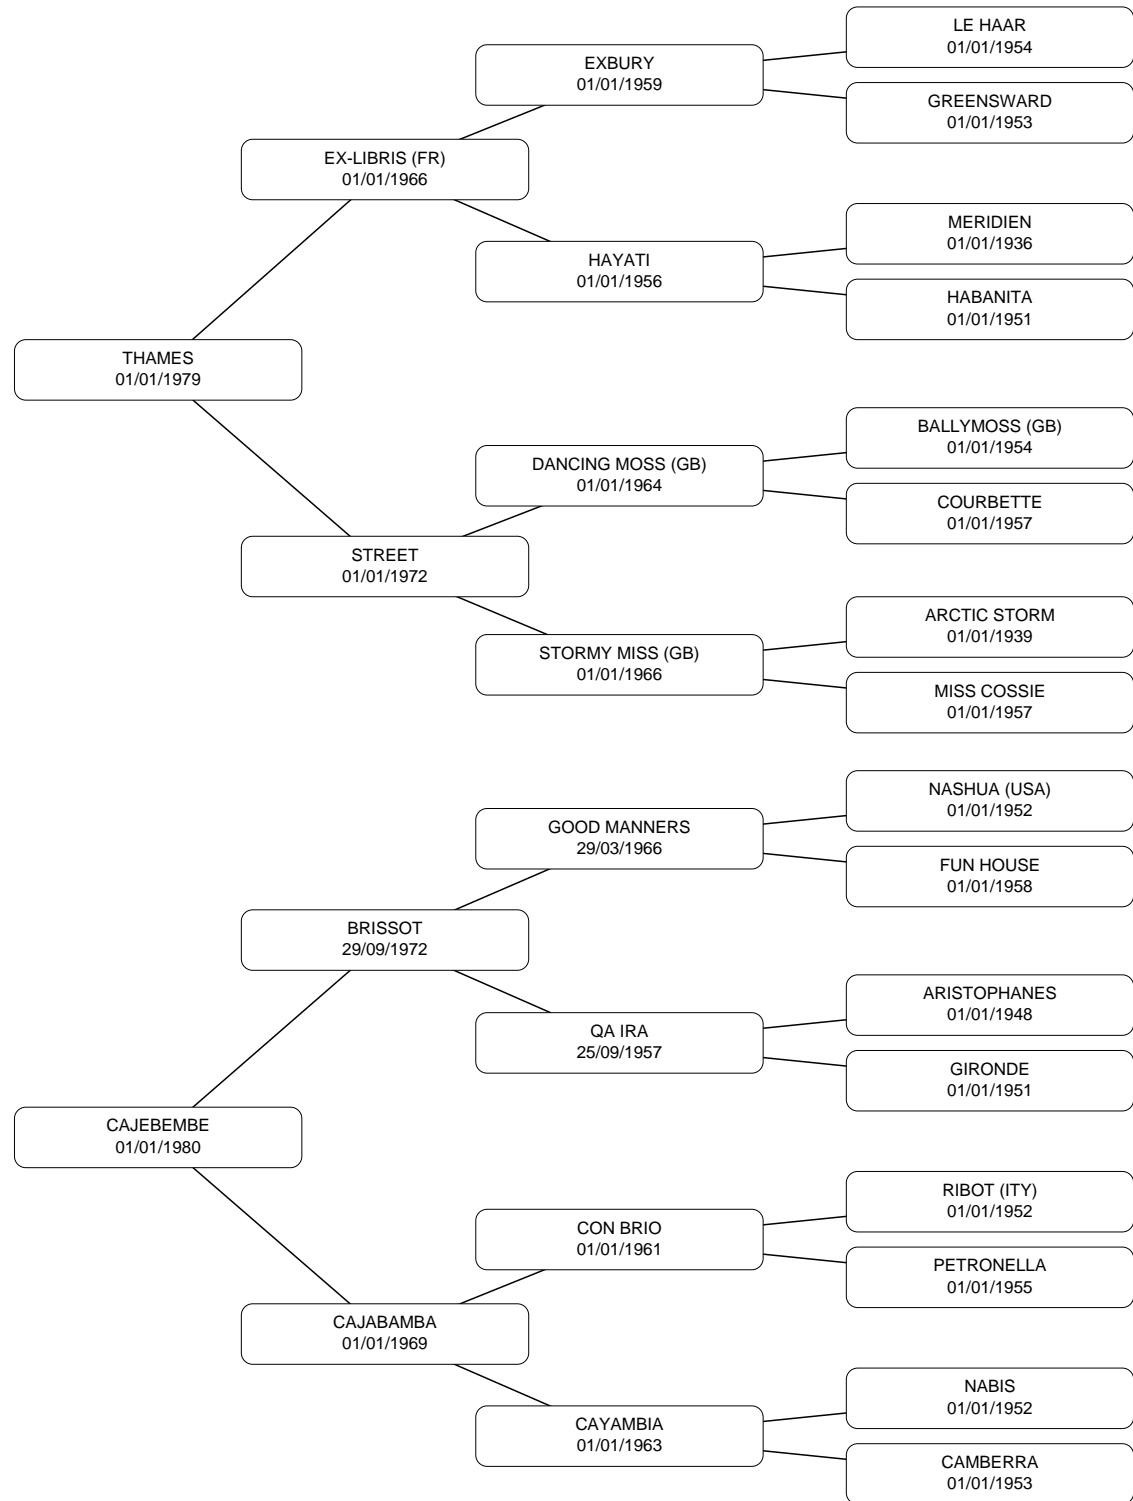 LE HAAR
01/01/1954
EXBURY
01/01/1959
GREENSWARD
01/01/1953
EX-LIBRIS (FR)
01/01/1966
MERIDIEN
01/01/1936
HAYATI
01/01/1956
HABANITA
01/01/1951
THAMES
01/01/1979
BALLYMOSS (GB)
01/01/1954
DANCING MOSS (GB)
01/01/1964
COURBETTE
01/01/1957
STREET
01/01/1972
ARCTIC STORM
01/01/1939
STORMY MISS (GB)
01/01/1966
MISS COSSIE
01/01/1957
NASHUA (USA)
01/01/1952
GOOD MANNERS
29/03/1966
FUN HOUSE
01/01/1958
BRISSOT
29/09/1972
ARISTOPHANES
01/01/1948
QA IRA
25/09/1957
GIRONDE
01/01/1951
CAJEBEMBE
01/01/1980
RIBOT (ITY)
01/01/1952
CON BRIO
01/01/1961
PETRONELLA
01/01/1955
CAJABAMBA
01/01/1969
NABIS
01/01/1952
CAYAMBIA
01/01/1963
CAMBERRA
01/01/1953